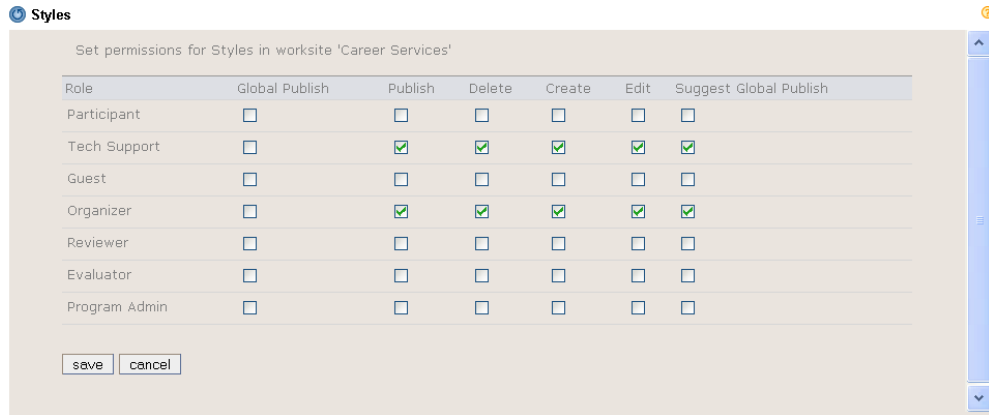 Styles
Set permissions for Styles in worksite 'Career Services'
Role Global Publish Publish Delete Create Edit Suggest Global Publish
Participant
Tech Support
Guest
Organizer
Reviewer
Evaluator
Program Admin
save cancel